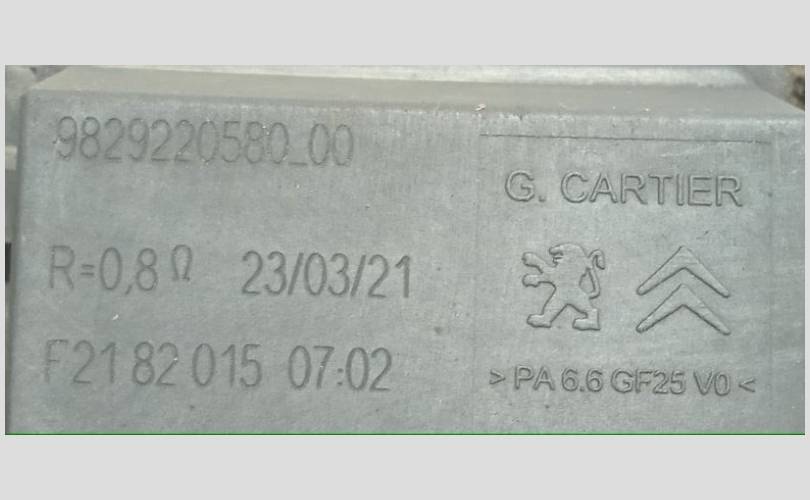 9829220580_00
G. CARTIER
R=0,8 Ω 23/03/21
F21 82 015 07:02
> PA 6.6 GF25 V0 <